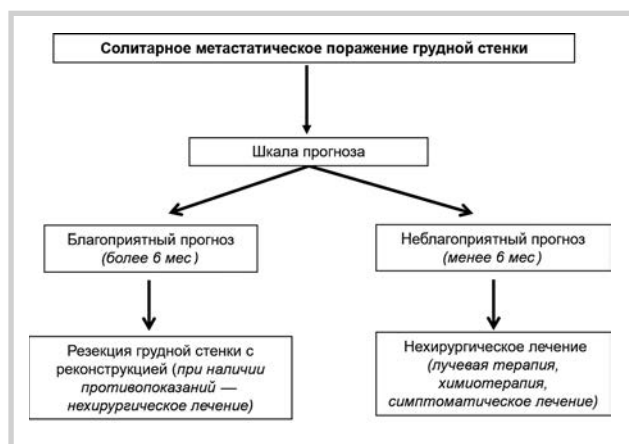 Солитарное метастатическое поражение грудной стенки
Шкала прогноза
Благоприятный прогноз
(более 6 мес)
Неблагоприятный прогноз
(менее 6 мес)
Резекция грудной стенки с
реконструкцией (при наличии
противопоказаний —
нехирургическое лечение)
Нехирургическое лечение
(лучевая терапия,
химиотерапия,
симптоматическое лечение)